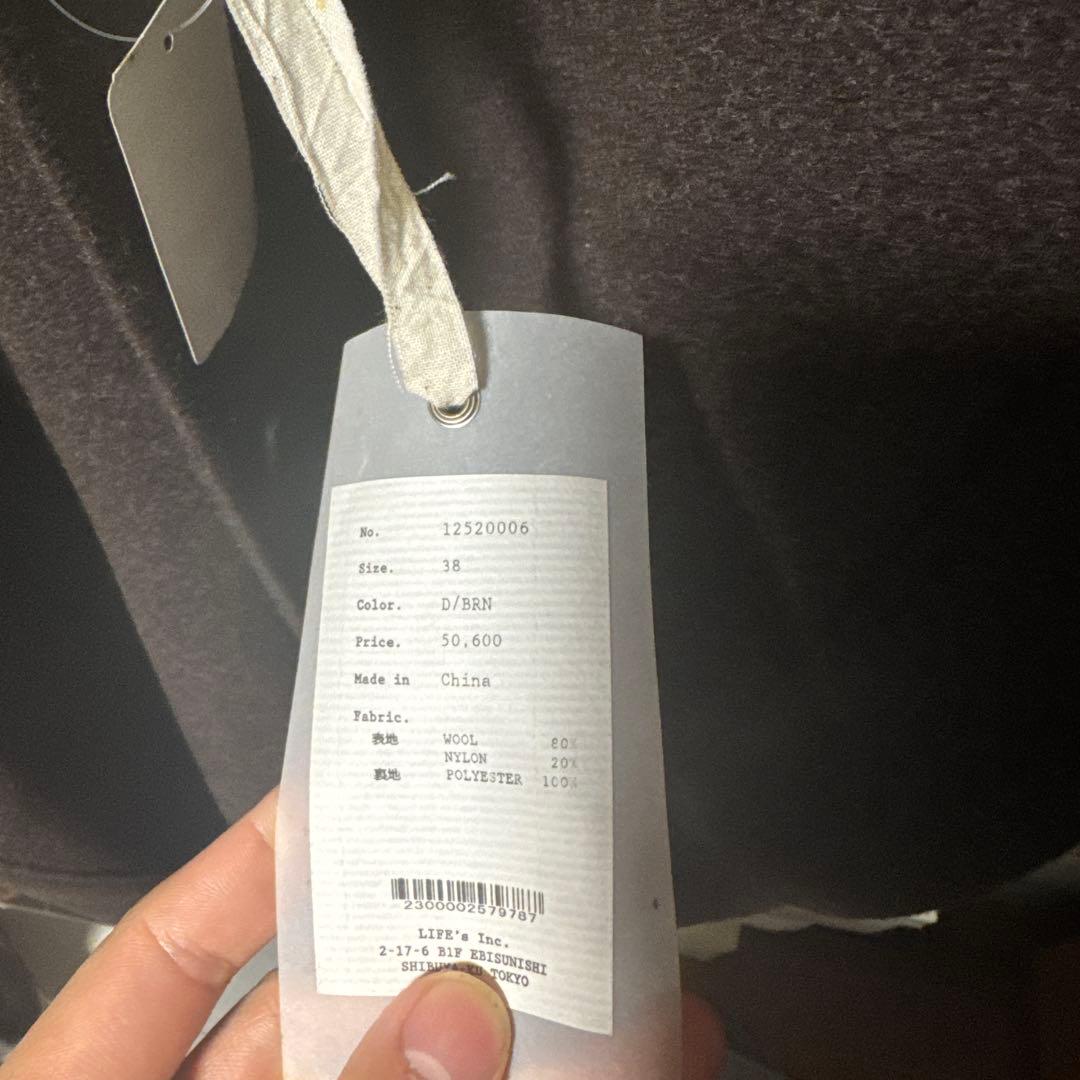 No. 12520006
Size. 38
Color. D/BRN
Price. 50,600
Made in China
Fabric.
表地 WOOL 80%
NYLON 20%
裏地 POLYESTER 100%
2300002579787
LIFE's Inc.
2-17-6 B1F EBISUNISHI
SHIBUYA-KU TOKYO